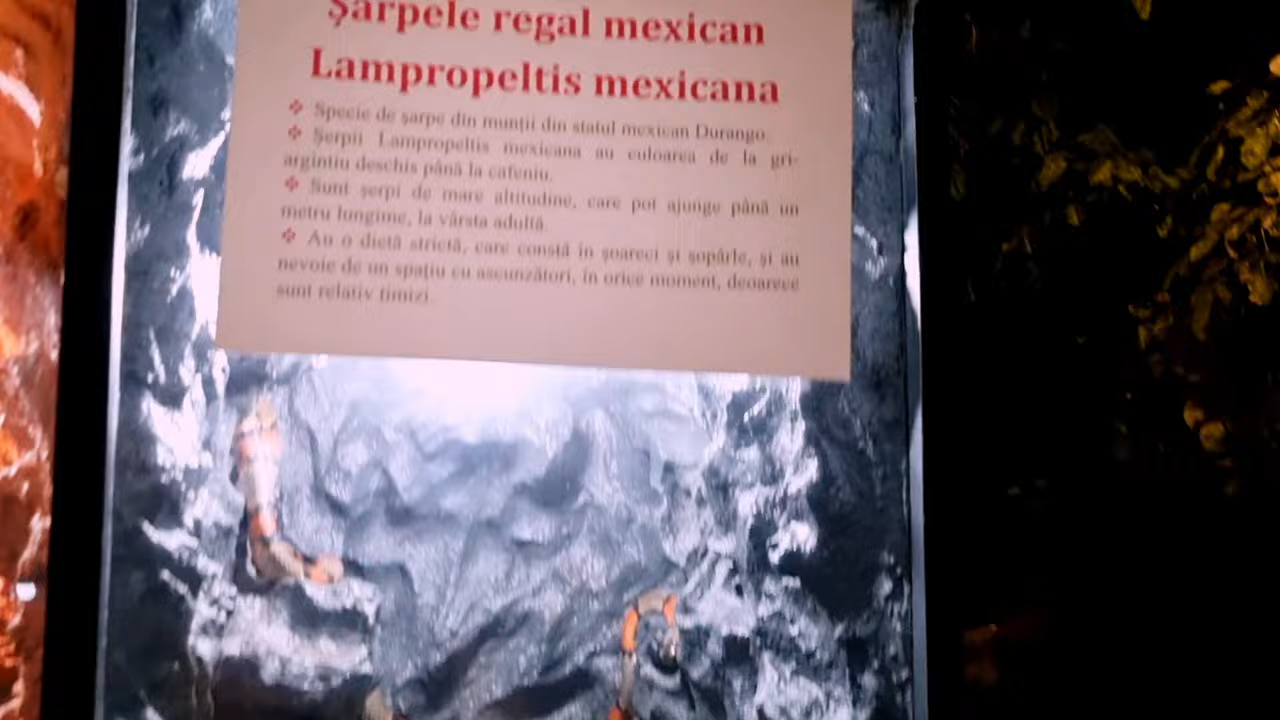 Șarpele regal mexican
Lampropeltis mexicana
❖ Specie de șarpe din munții din statul mexican Durango.
❖ Șerpii Lampropeltis mexicana au culoarea de la gri-
argintiu deschis până la cafeniu.
❖ Sunt șerpi de mare altitudine, care pot ajunge până un
metru lungime, la vârsta adultă.
❖ Au o dietă strictă, care constă în șoareci și șopârle, și au
nevoie de un spațiu cu ascunzători, în orice moment, deoarece
sunt relativ timizi.